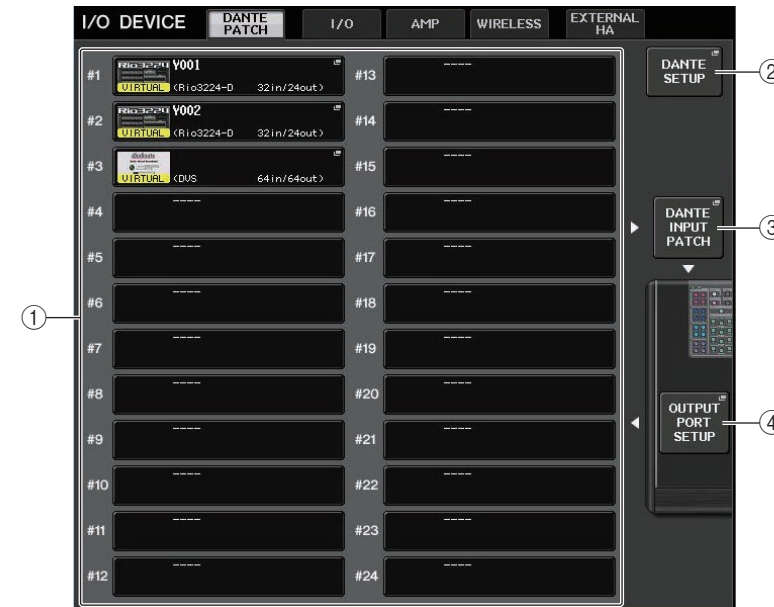 I/O DEVICE
DANTE PATCH
I/O
AMP
WIRELESS
EXTERNAL HA
#1
Rio3224
Y001
VIRTUAL
(Rio3224-D 32in/24out)
#2
Rio3224
Y002
VIRTUAL
(Rio3224-D 32in/24out)
#3
VIRTUAL
(DVS 64in/64out)
#4
----
#5
----
#6
----
#7
----
#8
----
#9
----
#10
----
#11
----
#12
----
#13
----
#14
----
#15
----
#16
----
#17
----
#18
----
#19
----
#20
----
#21
----
#22
----
#23
----
#24
----
①
DANTE
SETUP
②
DANTE
INPUT
PATCH
③
OUTPUT
PORT
SETUP
④